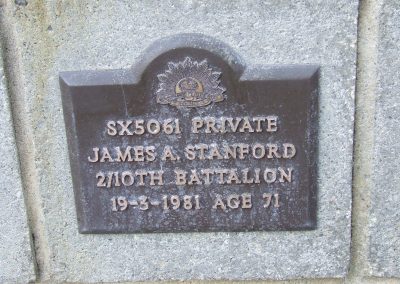 SX5061 PRIVATE
JAMES A. STANFORD
2/10TH BATTALION
19-3-1981 AGE 71